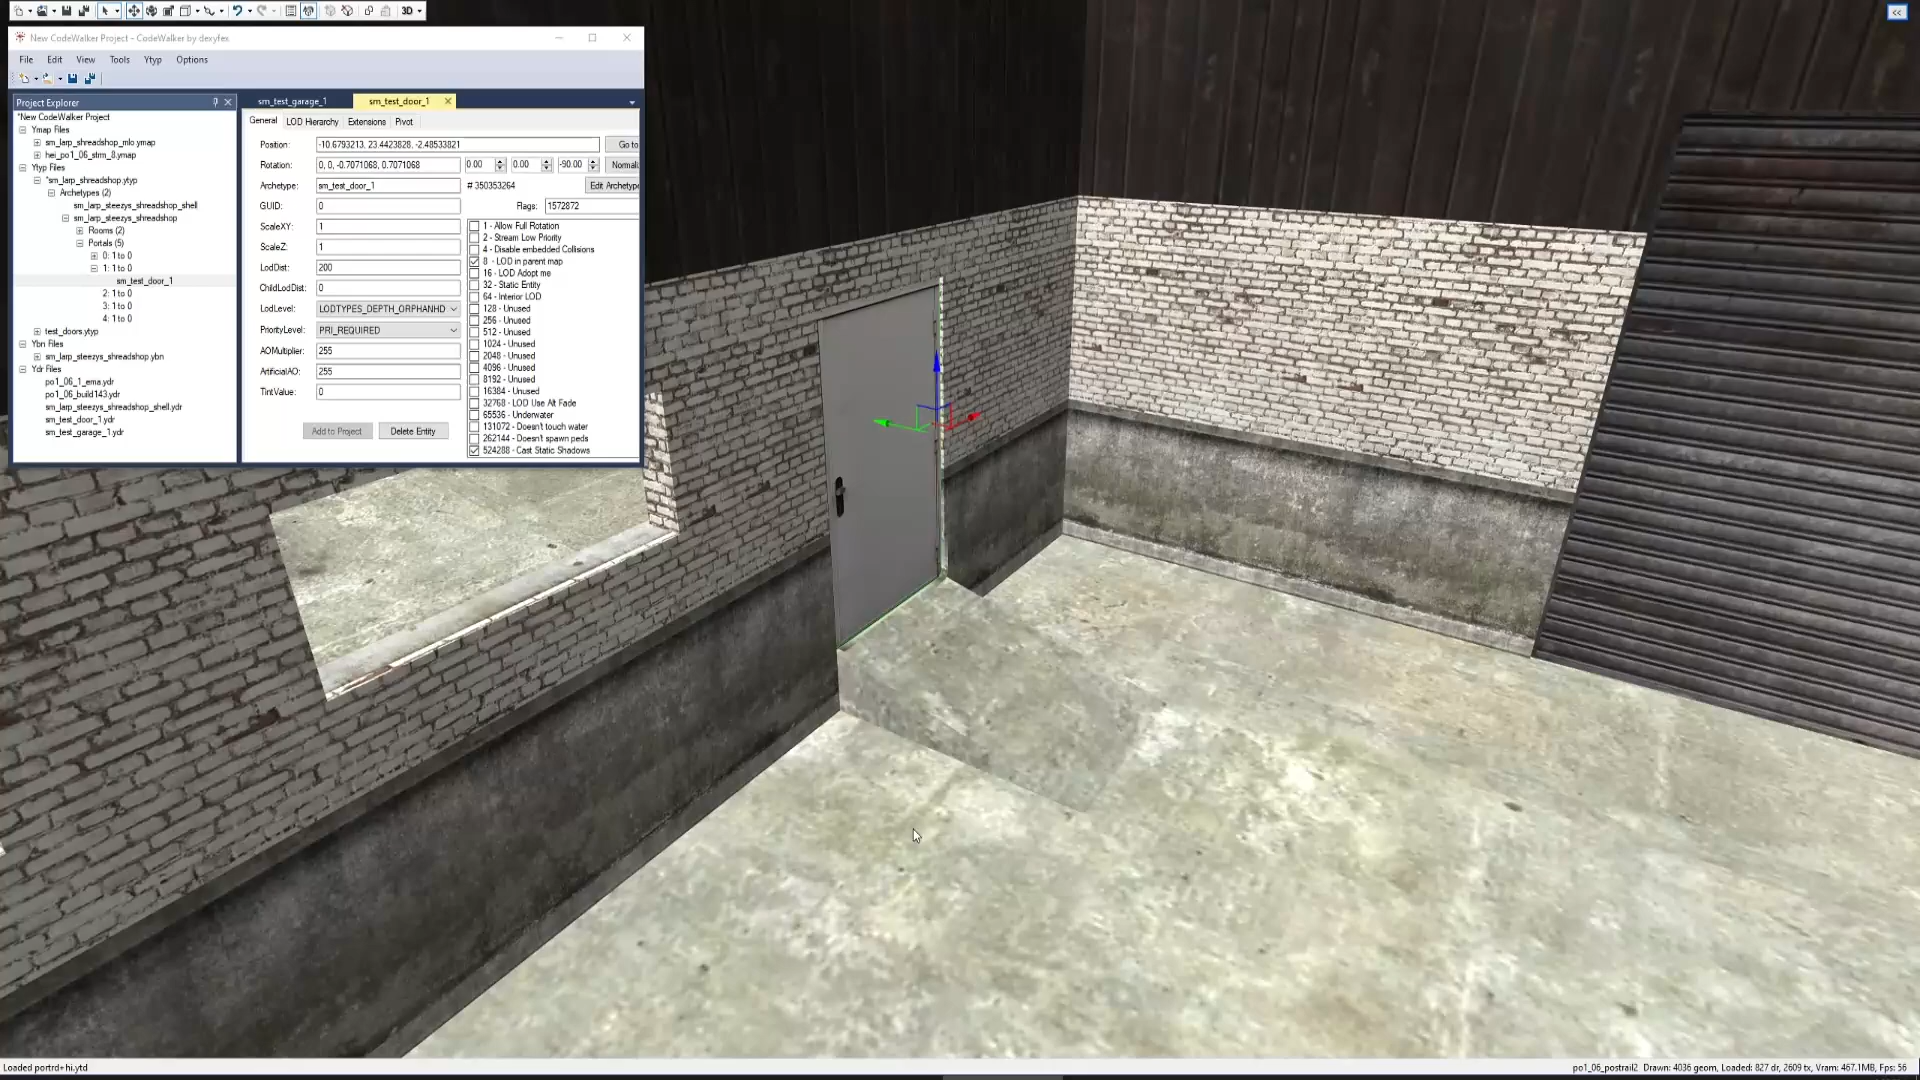 3D
New CodeWalker Project - CodeWalker by dexyfex
File Edit View Tools Ytyp Options
Project Explorer
*New CodeWalker Project
Ymap Files
sm_larp_shreadshop_mlo.ymap
hei_po1_06_strm_8.ymap
Ytyp Files
*sm_larp_shreadshop.ytyp
Archetypes (2)
sm_larp_steezys_shreadshop_shell
sm_larp_steezys_shreadshop
Rooms (2)
Portals (5)
0: 1 to 0
1: 1 to 0
sm_test_door_1
2: 1 to 0
3: 1 to 0
4: 1 to 0
test_doors.ytyp
Ybn Files
sm_larp_steezys_shreadshop.ybn
Ydr Files
po1_06_1_ema.ydr
po1_06_build143.ydr
sm_larp_steezys_shreadshop_shell.ydr
sm_test_door_1.ydr
sm_test_garage_1.ydr
sm_test_garage_1 sm_test_door_1
General LOD Hierarchy Extensions Pivot
Position: -10.6793213, 23.4423828, -2.48533821 Go to
Rotation: 0, 0, -0.7071068, 0.7071068 0.00 0.00 -90.00 Normali
Archetype: sm_test_door_1 # 350353264 Edit Archetype
GUID: 0 Flags: 1572872
ScaleXY: 1
ScaleZ: 1
LodDist: 200
ChildLodDist: 0
LodLevel: LODTYPES_DEPTH_ORPHANHD
PriorityLevel: PRI_REQUIRED
AOMultiplier: 255
ArtificialAO: 255
TintValue: 0
Add to Project Delete Entity
1 - Allow Full Rotation
2 - Stream Low Priority
4 - Disable embedded Collisions
8 - LOD in parent map
16 - LOD Adopt me
32 - Static Entity
64 - Interior LOD
128 - Unused
256 - Unused
512 - Unused
1024 - Unused
2048 - Unused
4096 - Unused
8192 - Unused
16384 - Unused
32768 - LOD Use Alt Fade
65536 - Underwater
131072 - Doesn't touch water
262144 - Doesn't spawn peds
524288 - Cast Static Shadows
<<
Loaded portrd+hi.ytd
po1_06_postrail2 Drawn: 4036 geom, Loaded: 827 dr, 2609 tx, Vram: 467.1MB, Fps: 56